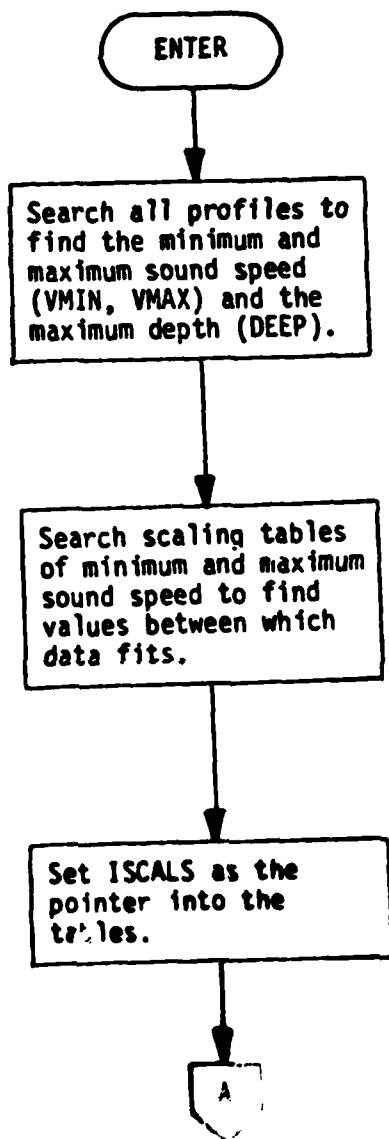 ENTER
Search all profiles to
find the minimum and
maximum sound speed
(VMIN, VMAX) and the
maximum depth (DEEP).
Search scaling tables
of minimum and maximum
sound speed to find
values between which
data fits.
Set ISCALS as the
pointer into the
tables.
A